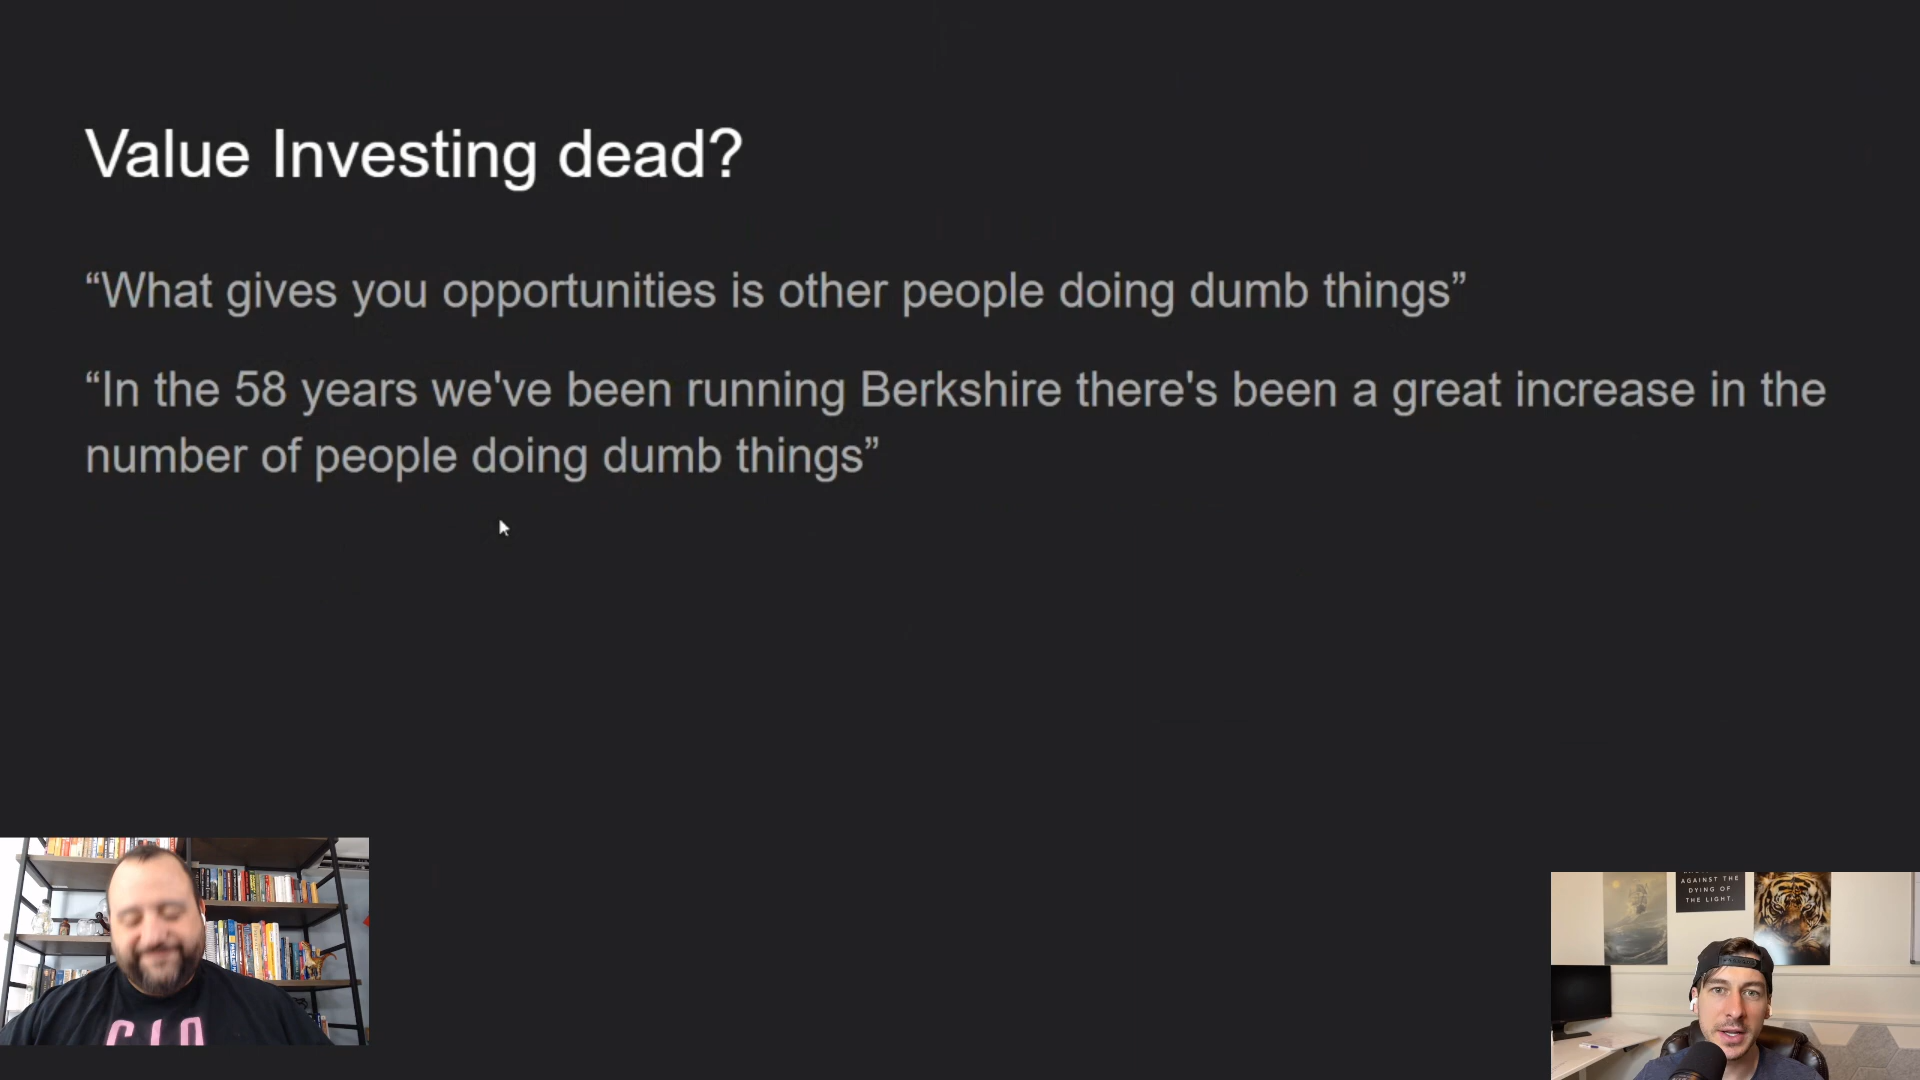 Value Investing dead?
“What gives you opportunities is other people doing dumb things”
“In the 58 years we've been running Berkshire there's been a great increase in the
number of people doing dumb things”
AGAINST THE
DYING OF
THE LIGHT.